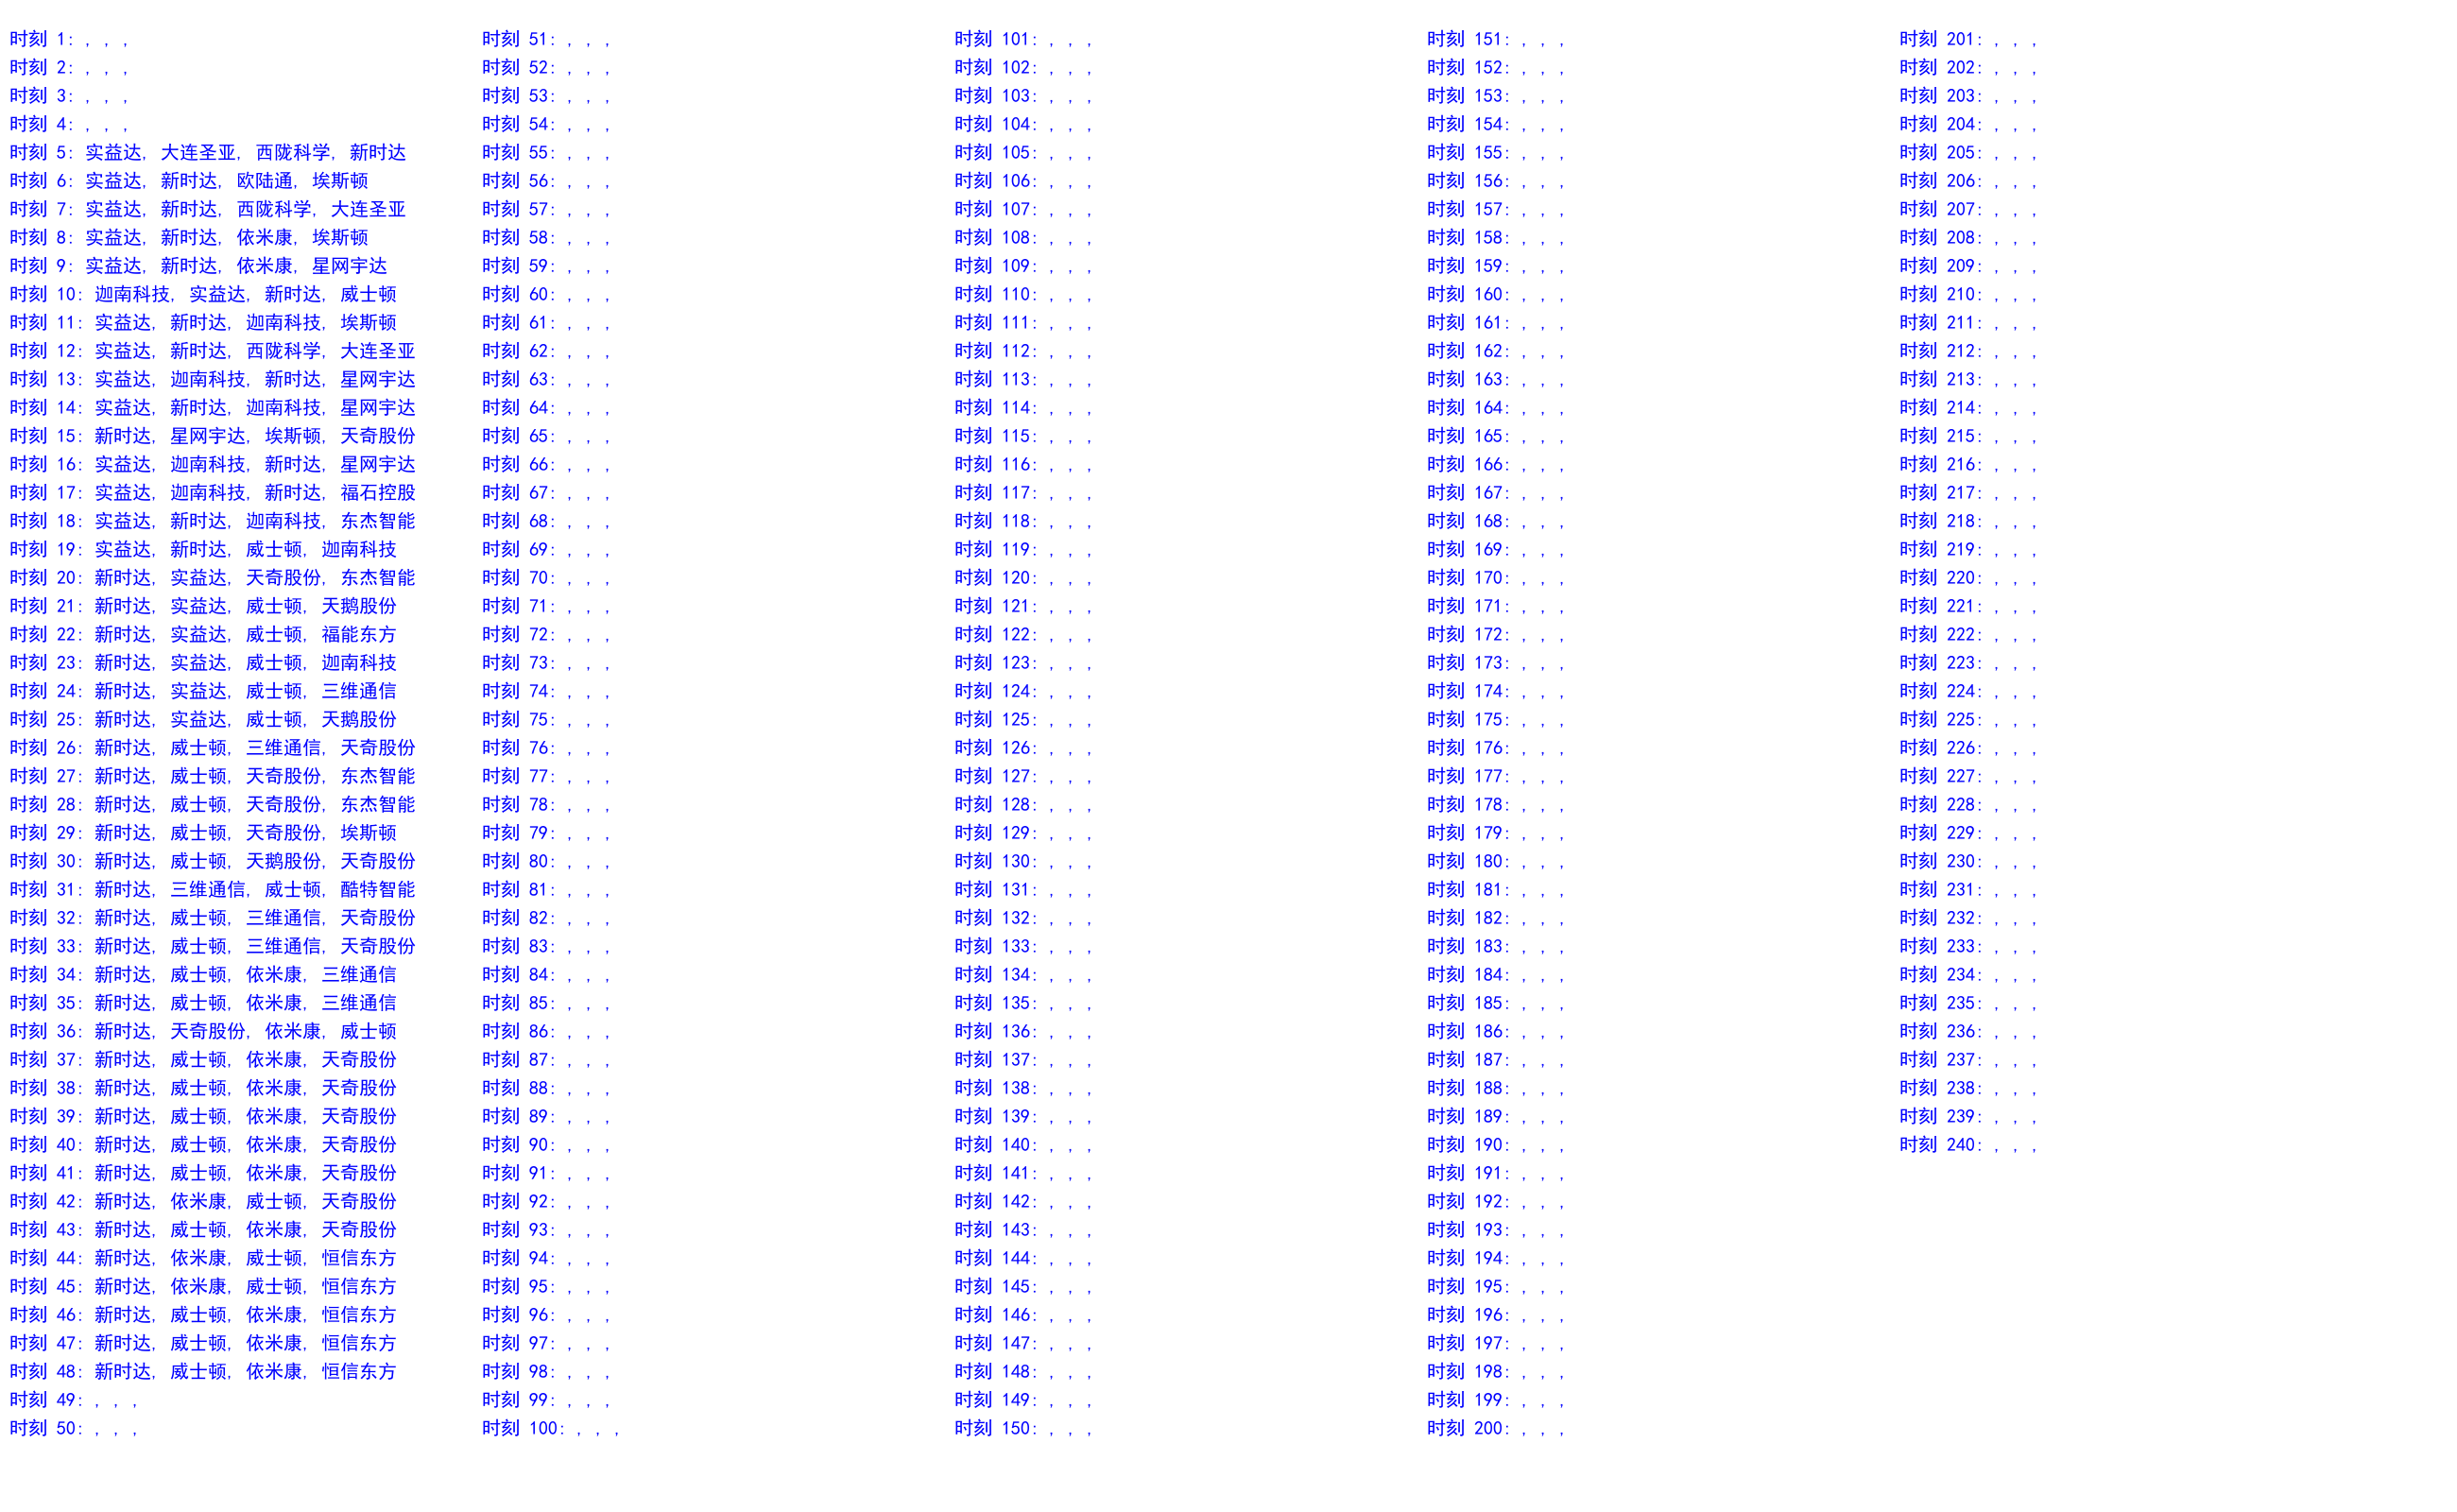 时刻 1: , , ,
时刻 2: , , ,
时刻 3: , , ,
时刻 4: , , ,
时刻 5: 实益达, 大连圣亚, 西陇科学, 新时达
时刻 6: 实益达, 新时达, 欧陆通, 埃斯顿
时刻 7: 实益达, 新时达, 西陇科学, 大连圣亚
时刻 8: 实益达, 新时达, 依米康, 埃斯顿
时刻 9: 实益达, 新时达, 依米康, 星网宇达
时刻 10: 迦南科技, 实益达, 新时达, 威士顿
时刻 11: 实益达, 新时达, 迦南科技, 埃斯顿
时刻 12: 实益达, 新时达, 西陇科学, 大连圣亚
时刻 13: 实益达, 迦南科技, 新时达, 星网宇达
时刻 14: 实益达, 新时达, 迦南科技, 星网宇达
时刻 15: 新时达, 星网宇达, 埃斯顿, 天奇股份
时刻 16: 实益达, 迦南科技, 新时达, 星网宇达
时刻 17: 实益达, 迦南科技, 新时达, 福石控股
时刻 18: 实益达, 新时达, 迦南科技, 东杰智能
时刻 19: 实益达, 新时达, 威士顿, 迦南科技
时刻 20: 新时达, 实益达, 天奇股份, 东杰智能
时刻 21: 新时达, 实益达, 威士顿, 天鹅股份
时刻 22: 新时达, 实益达, 威士顿, 福能东方
时刻 23: 新时达, 实益达, 威士顿, 迦南科技
时刻 24: 新时达, 实益达, 威士顿, 三维通信
时刻 25: 新时达, 实益达, 威士顿, 天鹅股份
时刻 26: 新时达, 威士顿, 三维通信, 天奇股份
时刻 27: 新时达, 威士顿, 天奇股份, 东杰智能
时刻 28: 新时达, 威士顿, 天奇股份, 东杰智能
时刻 29: 新时达, 威士顿, 天奇股份, 埃斯顿
时刻 30: 新时达, 威士顿, 天鹅股份, 天奇股份
时刻 31: 新时达, 三维通信, 威士顿, 酷特智能
时刻 32: 新时达, 威士顿, 三维通信, 天奇股份
时刻 33: 新时达, 威士顿, 三维通信, 天奇股份
时刻 34: 新时达, 威士顿, 依米康, 三维通信
时刻 35: 新时达, 威士顿, 依米康, 三维通信
时刻 36: 新时达, 天奇股份, 依米康, 威士顿
时刻 37: 新时达, 威士顿, 依米康, 天奇股份
时刻 38: 新时达, 威士顿, 依米康, 天奇股份
时刻 39: 新时达, 威士顿, 依米康, 天奇股份
时刻 40: 新时达, 威士顿, 依米康, 天奇股份
时刻 41: 新时达, 威士顿, 依米康, 天奇股份
时刻 42: 新时达, 依米康, 威士顿, 天奇股份
时刻 43: 新时达, 威士顿, 依米康, 天奇股份
时刻 44: 新时达, 依米康, 威士顿, 恒信东方
时刻 45: 新时达, 依米康, 威士顿, 恒信东方
时刻 46: 新时达, 威士顿, 依米康, 恒信东方
时刻 47: 新时达, 威士顿, 依米康, 恒信东方
时刻 48: 新时达, 威士顿, 依米康, 恒信东方
时刻 49: , , ,
时刻 50: , , ,
时刻 51: , , ,
时刻 52: , , ,
时刻 53: , , ,
时刻 54: , , ,
时刻 55: , , ,
时刻 56: , , ,
时刻 57: , , ,
时刻 58: , , ,
时刻 59: , , ,
时刻 60: , , ,
时刻 61: , , ,
时刻 62: , , ,
时刻 63: , , ,
时刻 64: , , ,
时刻 65: , , ,
时刻 66: , , ,
时刻 67: , , ,
时刻 68: , , ,
时刻 69: , , ,
时刻 70: , , ,
时刻 71: , , ,
时刻 72: , , ,
时刻 73: , , ,
时刻 74: , , ,
时刻 75: , , ,
时刻 76: , , ,
时刻 77: , , ,
时刻 78: , , ,
时刻 79: , , ,
时刻 80: , , ,
时刻 81: , , ,
时刻 82: , , ,
时刻 83: , , ,
时刻 84: , , ,
时刻 85: , , ,
时刻 86: , , ,
时刻 87: , , ,
时刻 88: , , ,
时刻 89: , , ,
时刻 90: , , ,
时刻 91: , , ,
时刻 92: , , ,
时刻 93: , , ,
时刻 94: , , ,
时刻 95: , , ,
时刻 96: , , ,
时刻 97: , , ,
时刻 98: , , ,
时刻 99: , , ,
时刻 100: , , ,
时刻 101: , , ,
时刻 102: , , ,
时刻 103: , , ,
时刻 104: , , ,
时刻 105: , , ,
时刻 106: , , ,
时刻 107: , , ,
时刻 108: , , ,
时刻 109: , , ,
时刻 110: , , ,
时刻 111: , , ,
时刻 112: , , ,
时刻 113: , , ,
时刻 114: , , ,
时刻 115: , , ,
时刻 116: , , ,
时刻 117: , , ,
时刻 118: , , ,
时刻 119: , , ,
时刻 120: , , ,
时刻 121: , , ,
时刻 122: , , ,
时刻 123: , , ,
时刻 124: , , ,
时刻 125: , , ,
时刻 126: , , ,
时刻 127: , , ,
时刻 128: , , ,
时刻 129: , , ,
时刻 130: , , ,
时刻 131: , , ,
时刻 132: , , ,
时刻 133: , , ,
时刻 134: , , ,
时刻 135: , , ,
时刻 136: , , ,
时刻 137: , , ,
时刻 138: , , ,
时刻 139: , , ,
时刻 140: , , ,
时刻 141: , , ,
时刻 142: , , ,
时刻 143: , , ,
时刻 144: , , ,
时刻 145: , , ,
时刻 146: , , ,
时刻 147: , , ,
时刻 148: , , ,
时刻 149: , , ,
时刻 150: , , ,
时刻 151: , , ,
时刻 152: , , ,
时刻 153: , , ,
时刻 154: , , ,
时刻 155: , , ,
时刻 156: , , ,
时刻 157: , , ,
时刻 158: , , ,
时刻 159: , , ,
时刻 160: , , ,
时刻 161: , , ,
时刻 162: , , ,
时刻 163: , , ,
时刻 164: , , ,
时刻 165: , , ,
时刻 166: , , ,
时刻 167: , , ,
时刻 168: , , ,
时刻 169: , , ,
时刻 170: , , ,
时刻 171: , , ,
时刻 172: , , ,
时刻 173: , , ,
时刻 174: , , ,
时刻 175: , , ,
时刻 176: , , ,
时刻 177: , , ,
时刻 178: , , ,
时刻 179: , , ,
时刻 180: , , ,
时刻 181: , , ,
时刻 182: , , ,
时刻 183: , , ,
时刻 184: , , ,
时刻 185: , , ,
时刻 186: , , ,
时刻 187: , , ,
时刻 188: , , ,
时刻 189: , , ,
时刻 190: , , ,
时刻 191: , , ,
时刻 192: , , ,
时刻 193: , , ,
时刻 194: , , ,
时刻 195: , , ,
时刻 196: , , ,
时刻 197: , , ,
时刻 198: , , ,
时刻 199: , , ,
时刻 200: , , ,
时刻 201: , , ,
时刻 202: , , ,
时刻 203: , , ,
时刻 204: , , ,
时刻 205: , , ,
时刻 206: , , ,
时刻 207: , , ,
时刻 208: , , ,
时刻 209: , , ,
时刻 210: , , ,
时刻 211: , , ,
时刻 212: , , ,
时刻 213: , , ,
时刻 214: , , ,
时刻 215: , , ,
时刻 216: , , ,
时刻 217: , , ,
时刻 218: , , ,
时刻 219: , , ,
时刻 220: , , ,
时刻 221: , , ,
时刻 222: , , ,
时刻 223: , , ,
时刻 224: , , ,
时刻 225: , , ,
时刻 226: , , ,
时刻 227: , , ,
时刻 228: , , ,
时刻 229: , , ,
时刻 230: , , ,
时刻 231: , , ,
时刻 232: , , ,
时刻 233: , , ,
时刻 234: , , ,
时刻 235: , , ,
时刻 236: , , ,
时刻 237: , , ,
时刻 238: , , ,
时刻 239: , , ,
时刻 240: , , ,